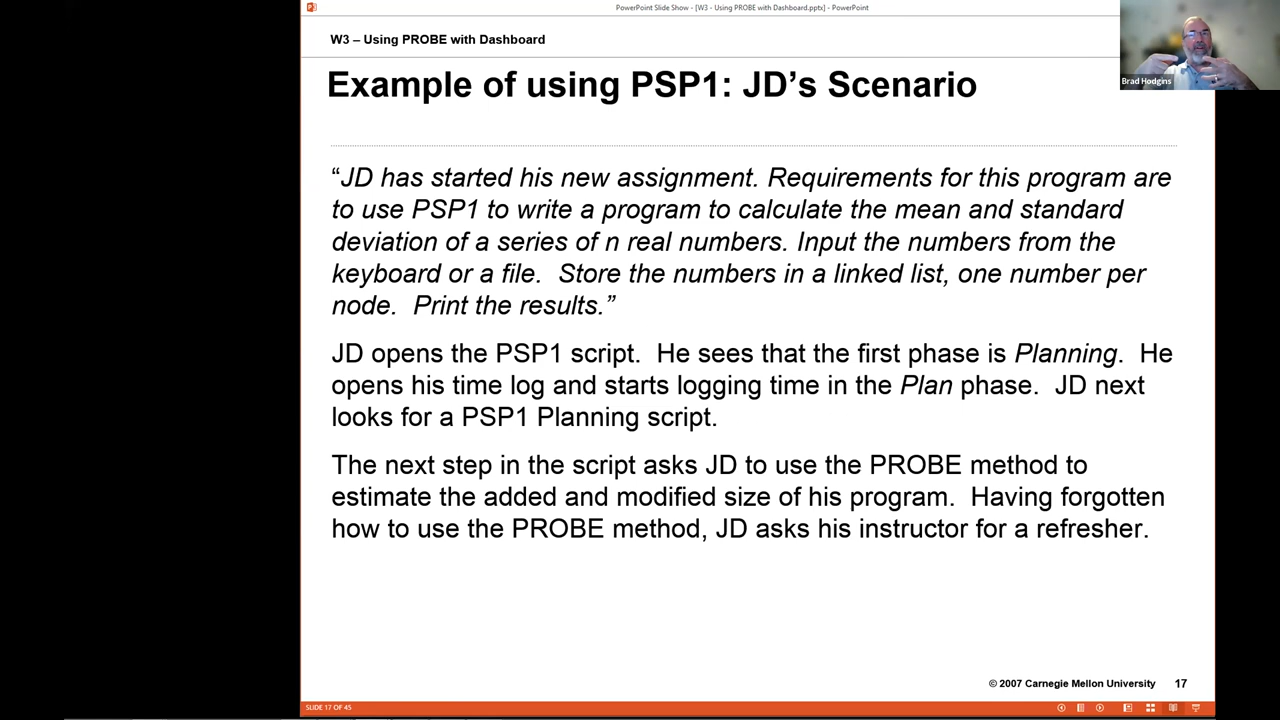 PowerPoint Slide Show - [W3 - Using PROBE with Dashboard.pptx] - PowerPoint
W3 – Using PROBE with Dashboard
Brad Hodgins
Example of using PSP1: JD’s Scenario
“JD has started his new assignment. Requirements for this program are
to use PSP1 to write a program to calculate the mean and standard
deviation of a series of n real numbers. Input the numbers from the
keyboard or a file.  Store the numbers in a linked list, one number per
node.  Print the results.”
JD opens the PSP1 script.  He sees that the first phase is Planning.  He
opens his time log and starts logging time in the Plan phase.  JD next
looks for a PSP1 Planning script.
The next step in the script asks JD to use the PROBE method to
estimate the added and modified size of his program.  Having forgotten
how to use the PROBE method, JD asks his instructor for a refresher.
© 2007 Carnegie Mellon University 17
SLIDE 17 OF 45